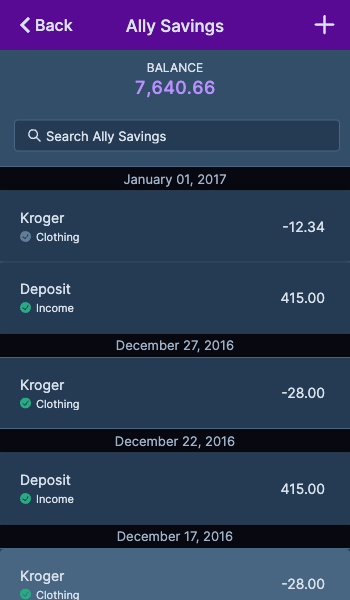 Back Ally Savings
BALANCE
7,640.66
Search Ally Savings
January 01, 2017
Kroger
-12.34
Clothing
Deposit
415.00
Income
December 27, 2016
Kroger
-28.00
Clothing
December 22, 2016
Deposit
415.00
Income
December 17, 2016
Kroger
-28.00
Clothing